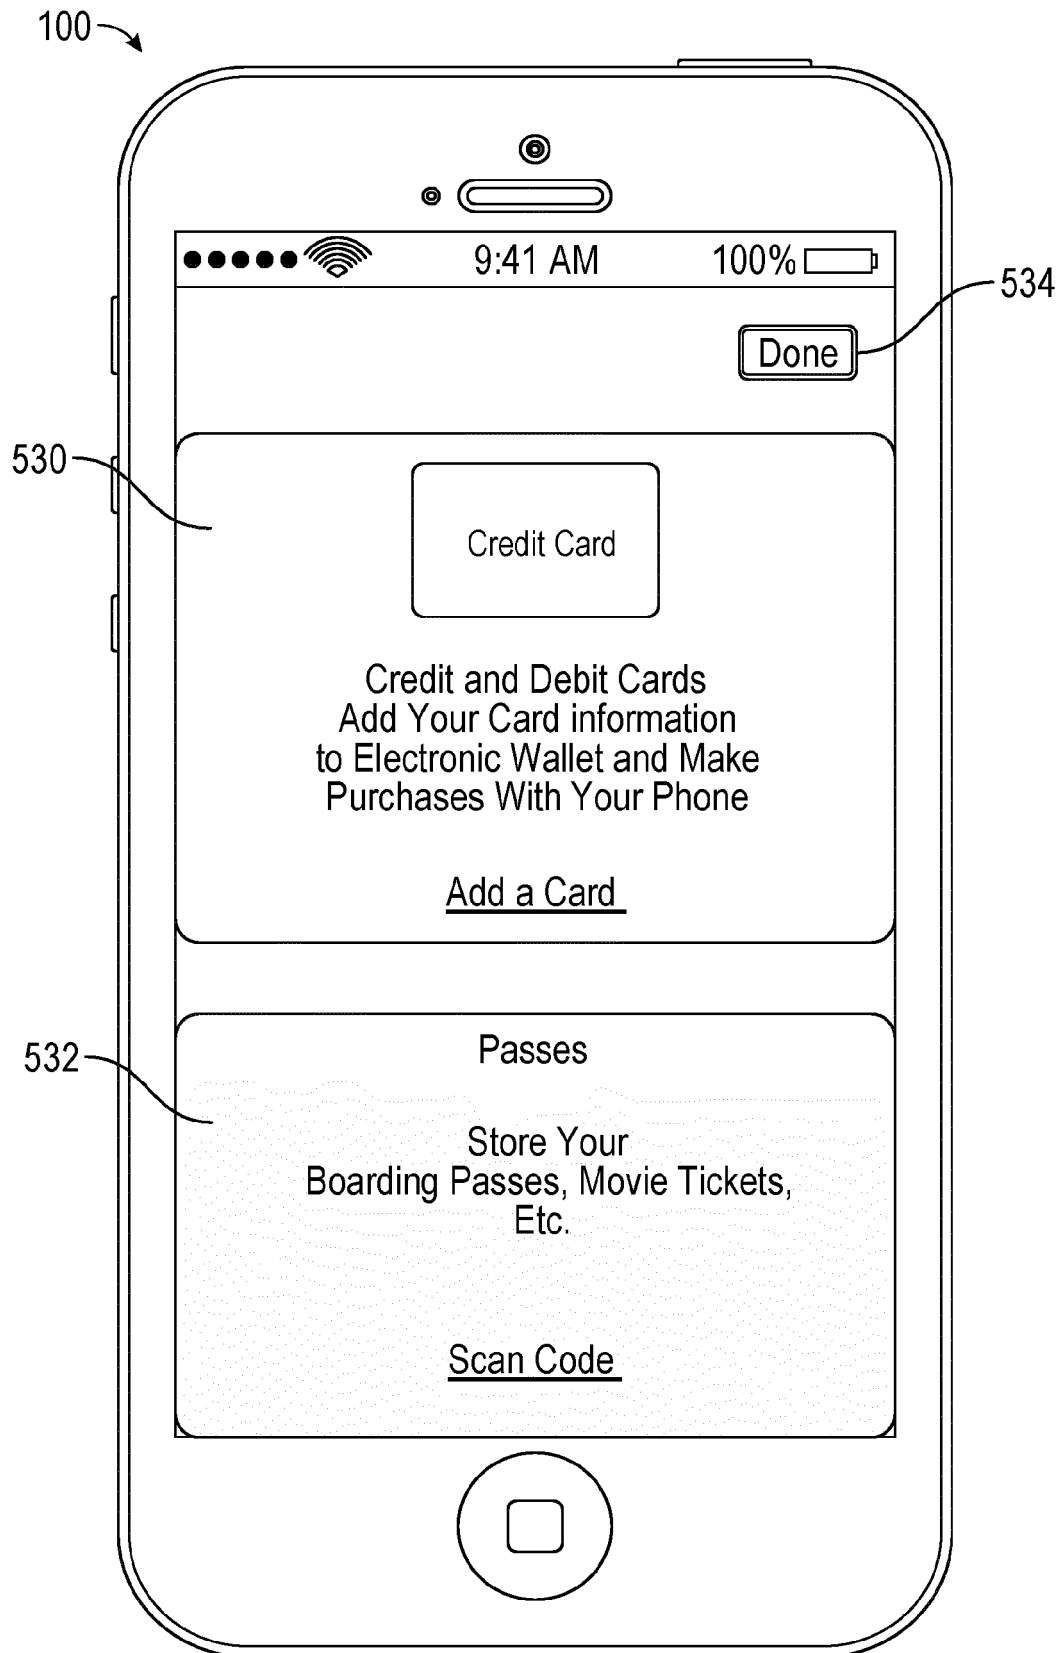 100
9:41 AM
100%
534
Done
530
Credit Card
Credit and Debit Cards
Add Your Card information
to Electronic Wallet and Make
Purchases With Your Phone
Add a Card
532
Passes
Store Your
Boarding Passes, Movie Tickets,
Etc.
Scan Code